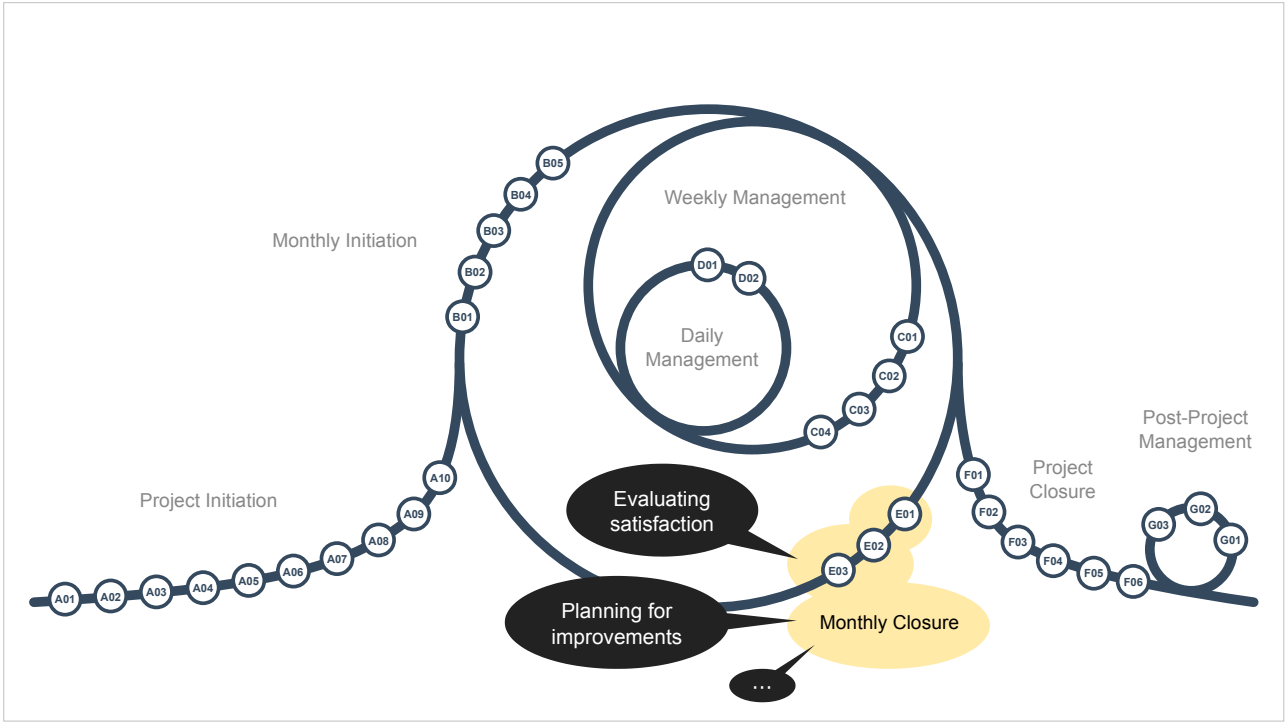 B05
B04
B03
B02
B01
Monthly Initiation
Weekly Management
D01
D02
Daily
Management
C01
C02
C03
C04
Project Initiation
A01
A02
A03
A04
A05
A06
A07
A08
A09
A10
Evaluating
satisfaction
E01
E02
E03
Planning for
improvements
Monthly Closure
...
F01
F02
F03
F04
F05
F06
Project
Closure
Post-Project
Management
G03
G02
G01